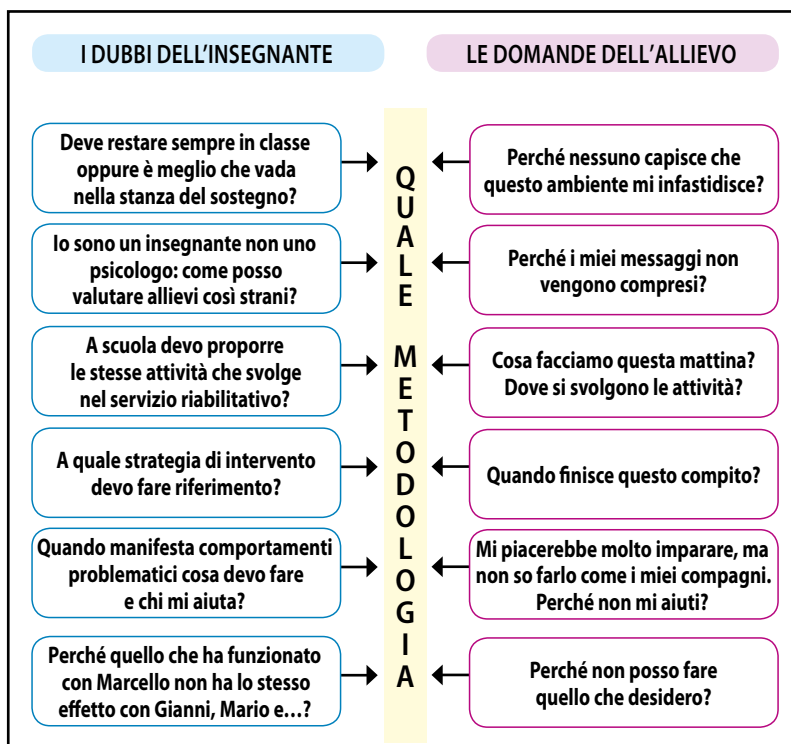 I DUBBI DELL'INSEGNANTE
LE DOMANDE DELL'ALLIEVO
Deve restare sempre in classe
oppure è meglio che vada
nella stanza del sostegno?
Io sono un insegnante non uno
psicologo: come posso
valutare allievi così strani?
A scuola devo proporre
le stesse attività che svolge
nel servizio riabilitativo?
A quale strategia di intervento
devo fare riferimento?
Quando manifesta comportamenti
problematici cosa devo fare
e chi mi aiuta?
Perché quello che ha funzionato
con Marcello non ha lo stesso
effetto con Gianni, Mario e…?
QUALE METODOLOGIA
Perché nessuno capisce che
questo ambiente mi infastidisce?
Perché i miei messaggi non
vengono compresi?
Cosa facciamo questa mattina?
Dove si svolgono le attività?
Quando finisce questo compito?
Mi piacerebbe molto imparare, ma
non so farlo come i miei compagni.
Perché non mi aiuti?
Perché non posso fare
quello che desidero?